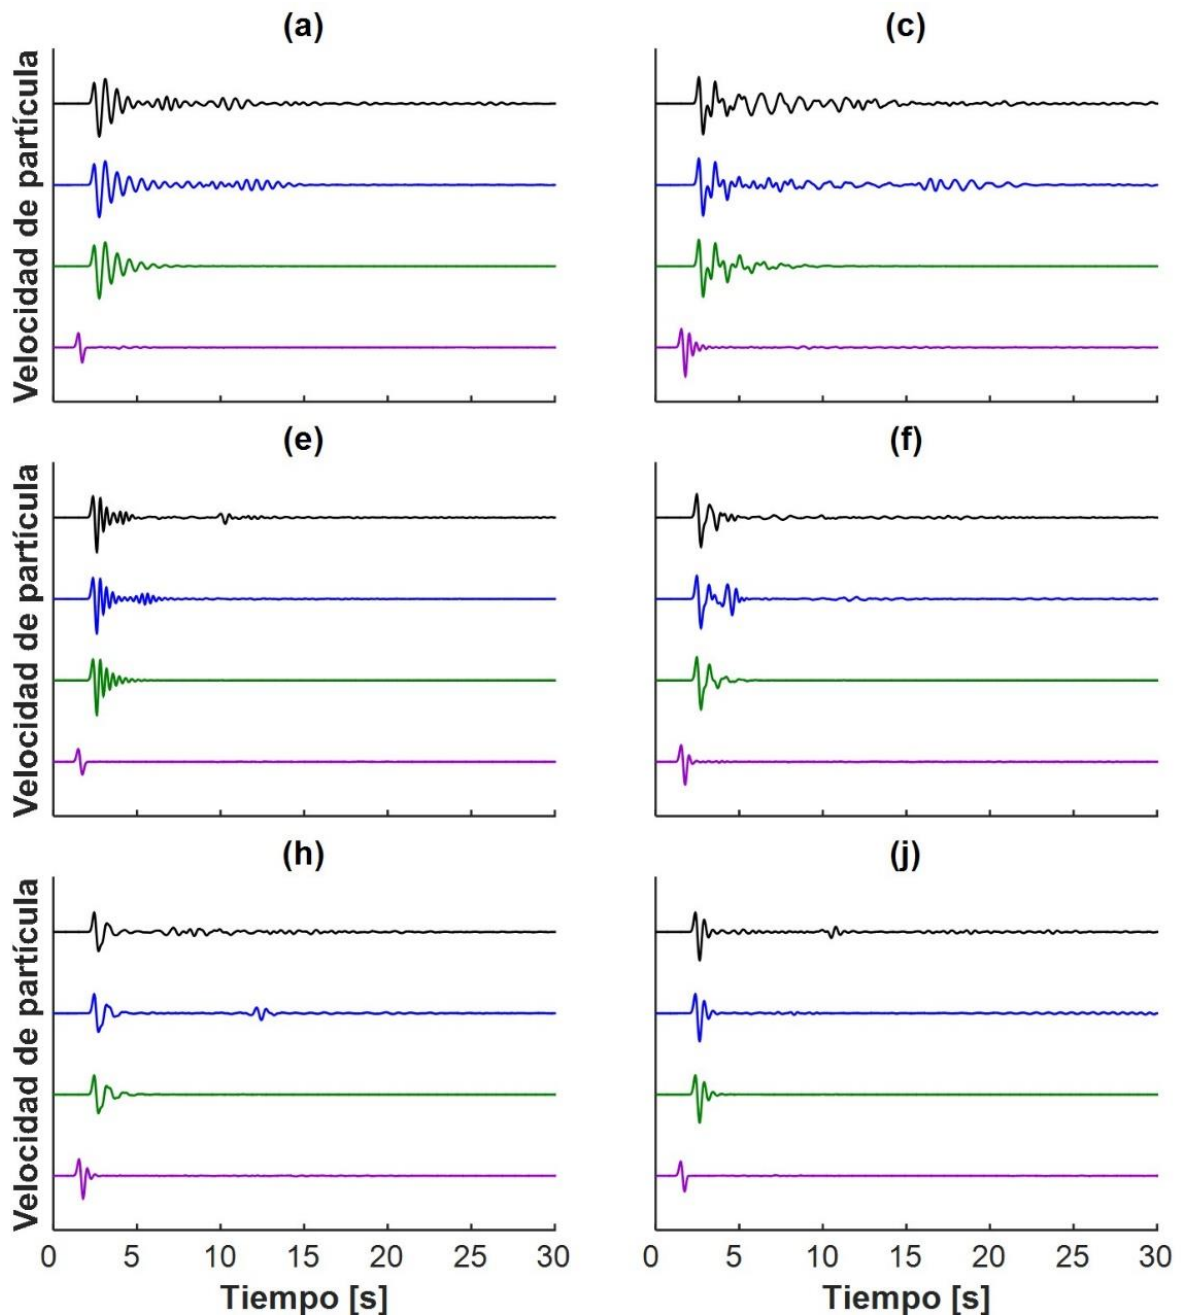 (a)
(c)
Velocidad de partícula
(e)
(f)
Velocidad de partícula
(h)
(j)
Velocidad de partícula
0 5 10 15 20 25 30
0 5 10 15 20 25 30
Tiempo [s]
Tiempo [s]